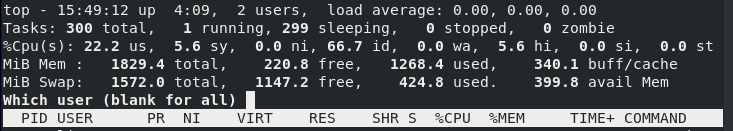 top - 15:49:12 up  4:09,  2 users,  load average: 0.00, 0.00, 0.00
Tasks: 300 total,   1 running, 299 sleeping,   0 stopped,   0 zombie
%Cpu(s): 22.2 us,  5.6 sy,  0.0 ni, 66.7 id,  0.0 wa,  5.6 hi,  0.0 si,  0.0 st
MiB Mem :   1829.4 total,    220.8 free,   1268.4 used,    340.1 buff/cache
MiB Swap:   1572.0 total,   1147.2 free,    424.8 used.    399.8 avail Mem
Which user (blank for all)
PID USER      PR  NI    VIRT    RES    SHR S  %CPU  %MEM     TIME+ COMMAND